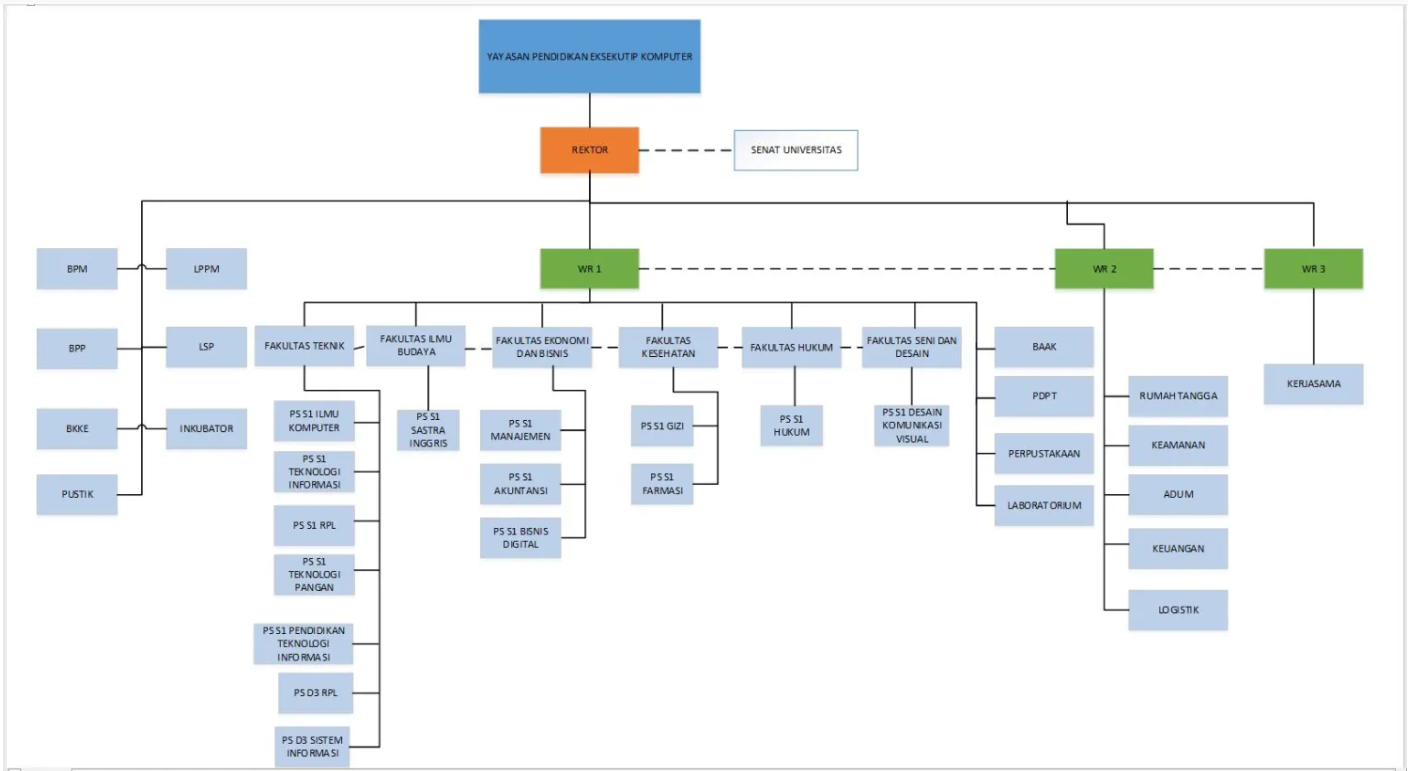 YAYASAN PENDIDIKAN EKSEKUTIP KOMPUTER
REKTOR
SENAT UNIVERSITAS
BPM
LPPM
WR 1
WR 2
WR 3
BPP
LSP
FAKULTAS TEKNIK
FAKULTAS ILMU
BUDAYA
FAKULTAS EKONOMI
DAN BISNIS
FAKULTAS
KESEHATAN
FAKULTAS HUKUM
FAKULTAS SENI DAN
DESAIN
BAAK
KERJASAMA
BKKE
INKUBATOR
PUSTIK
PS S1 ILMU
KOMPUTER
PS S1
TEKNOLOGI
INFORMASI
PS S1 RPL
PS S1
TEKNOLOGI
PANGAN
PS S1 PENDIDIKAN
TEKNOLOGI
INFORMASI
PS D3 RPL
PS D3 SISTEM
INFORMASI
PS S1
SASTRA
INGGRIS
PS S1
MANAJEMEN
PS S1
AKUNTANSI
PS S1 BISNIS
DIGITAL
PS S1 GIZI
PS S1
FARMASI
PS S1
HUKUM
PS S1 DESAIN
KOMUNIKASI
VISUAL
PDPT
PERPUSTAKAAN
LABORATORIUM
RUMAH TANGGA
KEAMANAN
ADUM
KEUANGAN
LOGISTIK